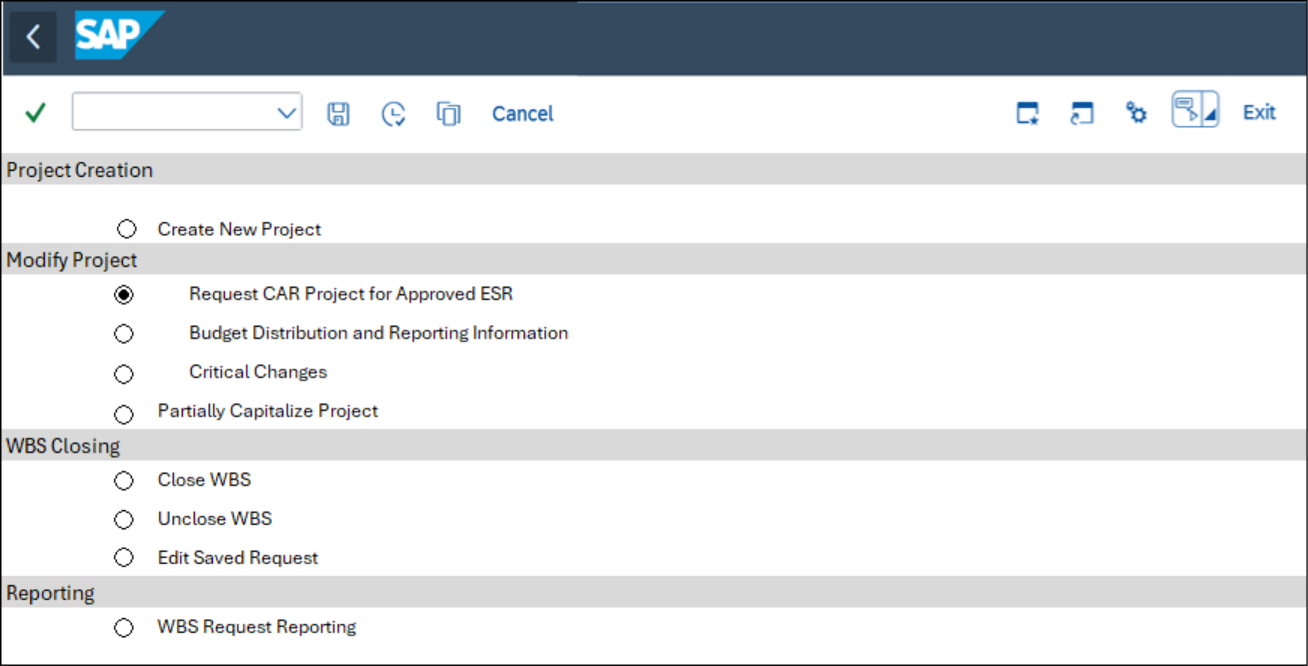 SAP
Cancel Exit
Project Creation
Create New Project
Modify Project
Request CAR Project for Approved ESR
Budget Distribution and Reporting Information
Critical Changes
Partially Capitalize Project
WBS Closing
Close WBS
Unclose WBS
Edit Saved Request
Reporting
WBS Request Reporting